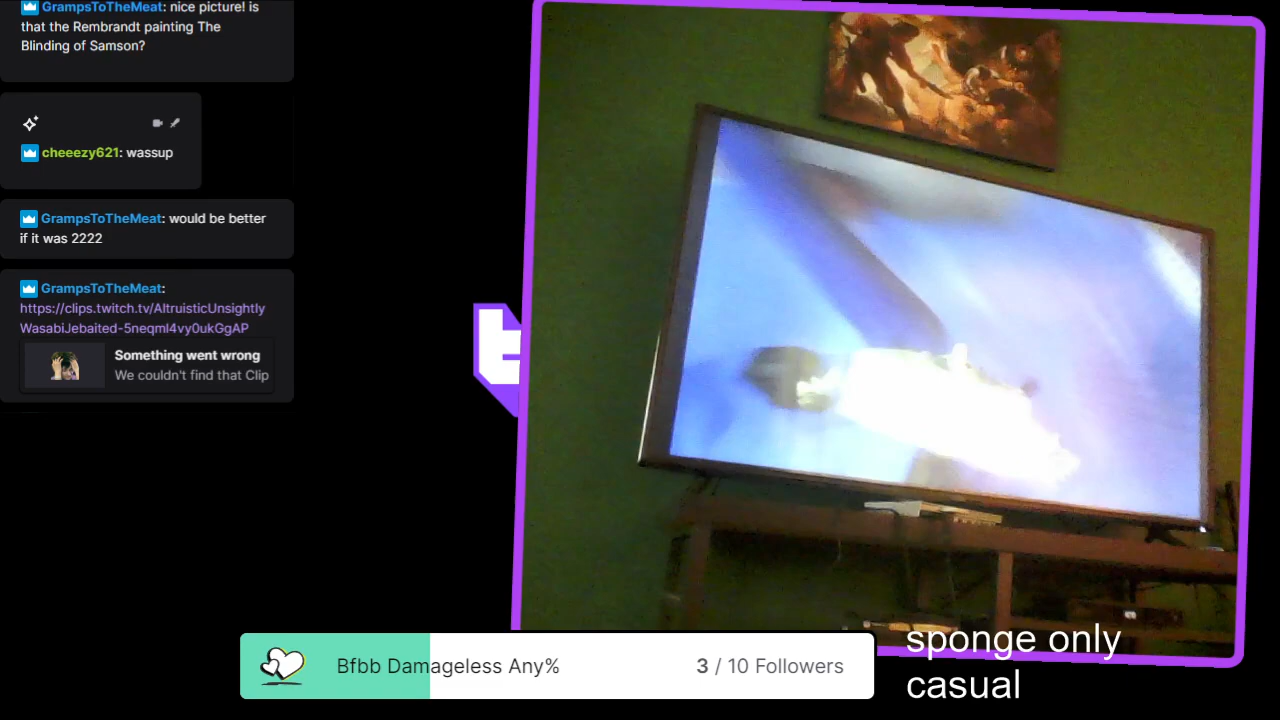 GrampsToTheMeat: nice picture! is
that the Rembrandt painting The
Blinding of Samson?
cheeezy621: wassup
GrampsToTheMeat: would be better
if it was 2222
GrampsToTheMeat:
https://clips.twitch.tv/AltruisticUnsightly
WasabiJebaited-5neqml4vy0ukGgAP
Something went wrong
We couldn't find that Clip
Bfbb Damageless Any% 3 / 10 Followers
sponge only
casual